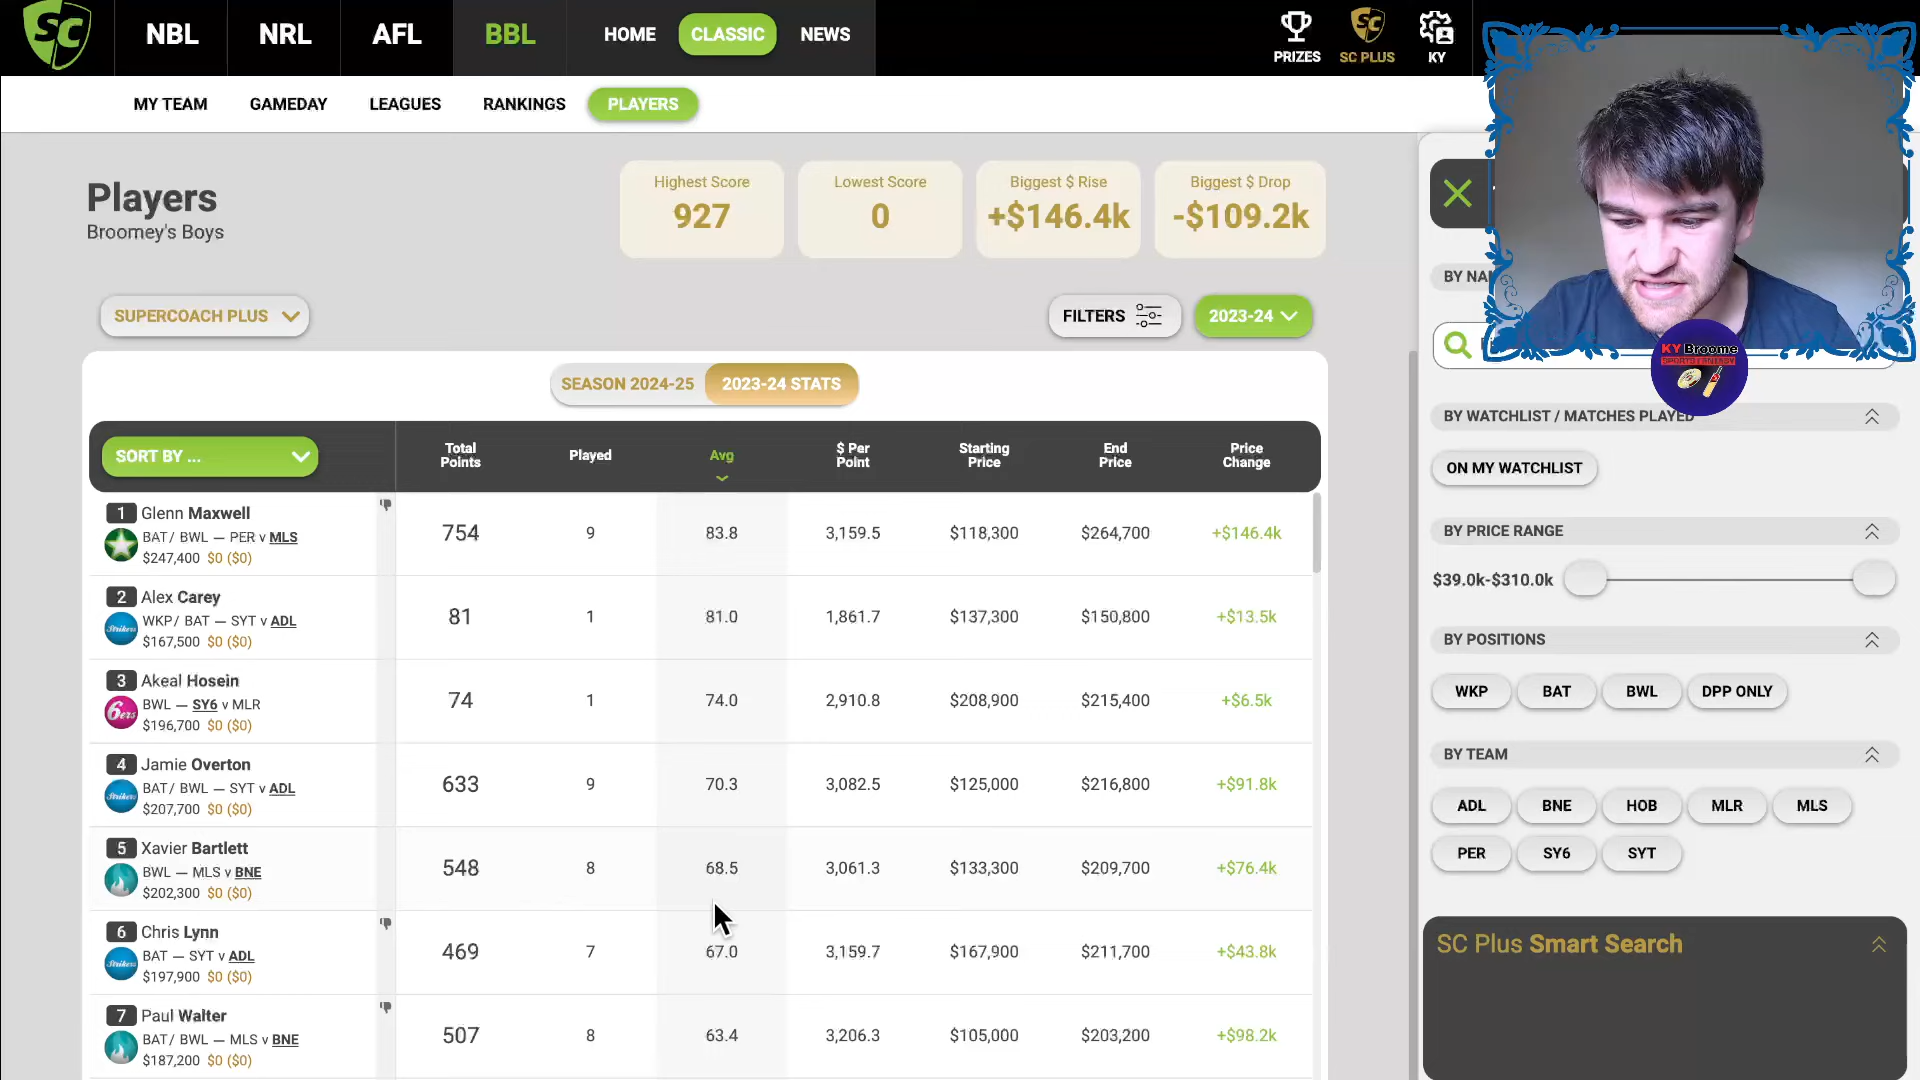 SC
NBL
NRL
AFL
BBL
HOME
CLASSIC
NEWS
PRIZES
SC PLUS
KY
MY TEAM
GAMEDAY
LEAGUES
RANKINGS
PLAYERS
Players
Broomey's Boys
Highest Score
927
Lowest Score
0
Biggest $ Rise
+$146.4k
Biggest $ Drop
-$109.2k
SUPERCOACH PLUS
FILTERS
2023-24
SEASON 2024-25
2023-24 STATS
SORT BY ...
Total Points
Played
Avg
$ Per Point
Starting Price
End Price
Price Change
1 Glenn Maxwell
BAT/ BWL — PER v MLS
$247,400 $0 ($0)
754 9 83.8 3,159.5 $118,300 $264,700 +$146.4k
2 Alex Carey
WKP/ BAT — SYT v ADL
$167,500 $0 ($0)
Strikers
81 1 81.0 1,861.7 $137,300 $150,800 +$13.5k
3 Akeal Hosein
BWL — SY6 v MLR
$196,700 $0 ($0)
6ers
74 1 74.0 2,910.8 $208,900 $215,400 +$6.5k
4 Jamie Overton
BAT/ BWL — SYT v ADL
$207,700 $0 ($0)
Strikers
633 9 70.3 3,082.5 $125,000 $216,800 +$91.8k
5 Xavier Bartlett
BWL — MLS v BNE
$202,300 $0 ($0)
548 8 68.5 3,061.3 $133,300 $209,700 +$76.4k
6 Chris Lynn
BAT — SYT v ADL
$197,900 $0 ($0)
Strikers
469 7 67.0 3,159.7 $167,900 $211,700 +$43.8k
7 Paul Walter
BAT/ BWL — MLS v BNE
$187,200 $0 ($0)
507 8 63.4 3,206.3 $105,000 $203,200 +$98.2k
BY NA
KY Broome
SPORTS FANTASY
BY WATCHLIST / MATCHES PLAYED
ON MY WATCHLIST
BY PRICE RANGE
$39.0k-$310.0k
BY POSITIONS
WKP
BAT
BWL
DPP ONLY
BY TEAM
ADL
BNE
HOB
MLR
MLS
PER
SY6
SYT
SC Plus Smart Search